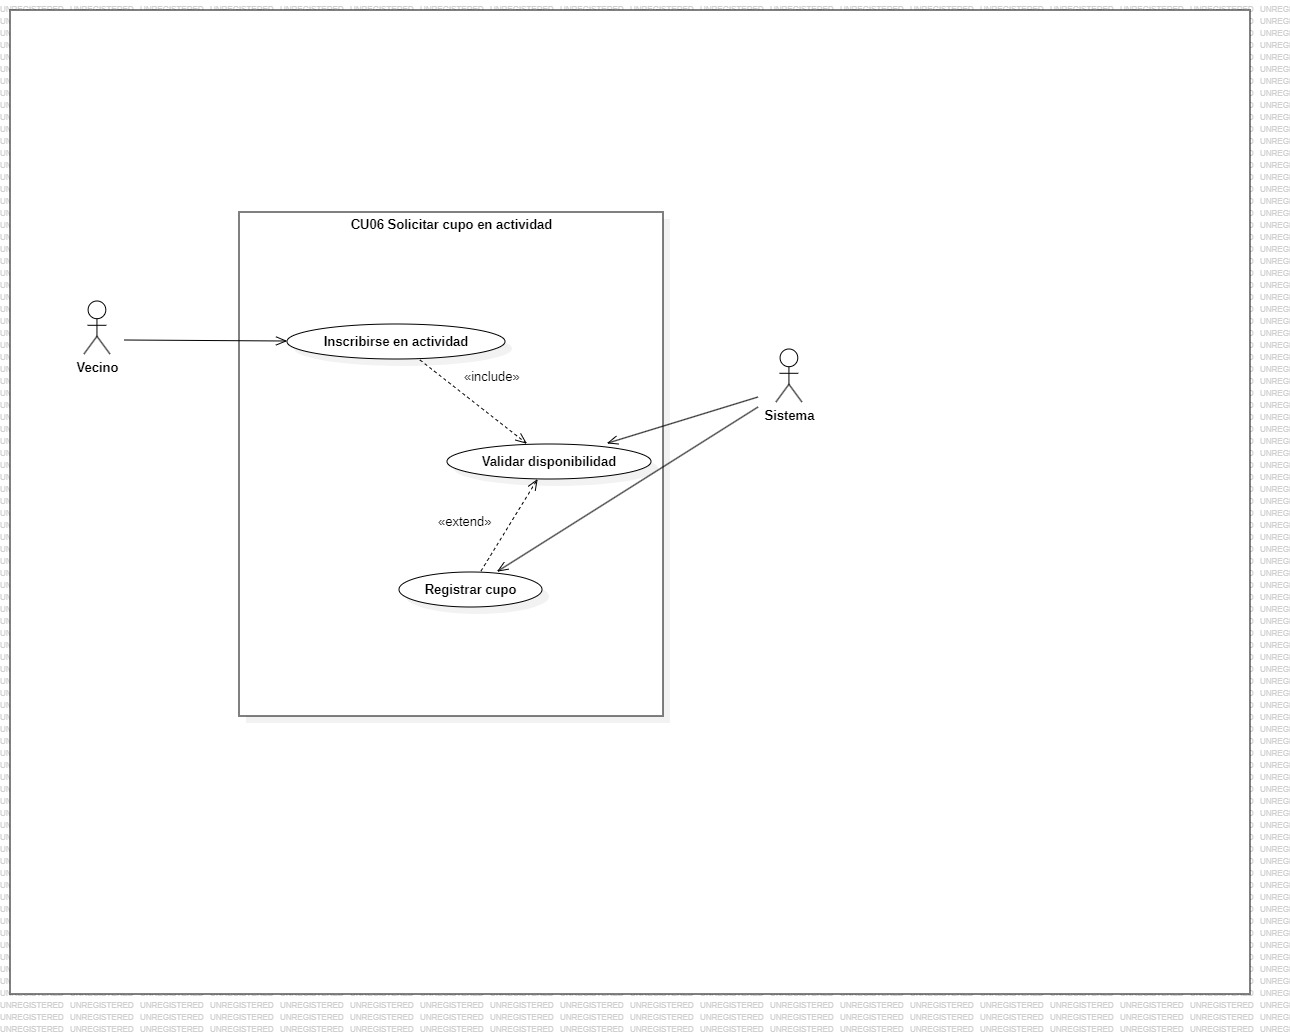 CU06 Solicitar cupo en actividad
Inscribirse en actividad
Vecino
«include»
Sistema
Validar disponibilidad
«extend»
Registrar cupo
UNREGISTERED UNREGISTERED UNREGISTERED UNREGISTERED UNREGISTERED UNREGISTERED UNREGISTERED UNREGISTERED UNREGISTERED UNREGISTERED UNREGISTERED UNREGISTERED UNREGISTERED UNREGISTERED UNREGISTERED UNREGISTERED UNREGISTERED UNREGISTERED